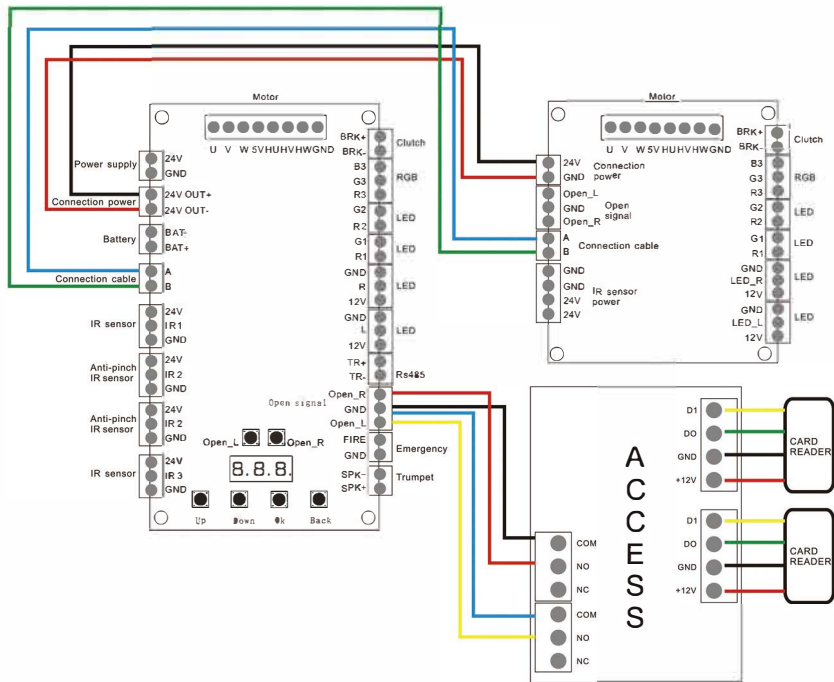 Motor
U V W 5V HU HV HW GND
Power supply
24V
GND
Connection power
24V OUT+
24V OUT-
Battery
BAT-
BAT+
Connection cable
A
B
IR sensor
24V
IR1
GND
Anti-pinch
IR sensor
24V
IR 2
GND
Anti-pinch
IR sensor
24V
IR 2
GND
IR sensor
24V
IR 3
GND
BRK+
BRK-
Clutch
B3
G3
R3
RGB
G2
R2
LED
G1
R1
LED
GND
R
12V
LED
GND
L
12V
LED
TR+
TR-
Rs485
Open signal
Open_R
GND
Open_L
FIRE
GND
Emergency
SPK-
SPK+
Trumpet
Open_L
Open_R
8.8.8.
Up Down Ok Back
Motor
U V W 5V HU HV HW GND
24V
GND
Connection
power
Open_L
GND
Open_R
Open
signal
A
B
Connection cable
GND
GND
24V
24V
IR sensor
power
BRK+
BRK-
Clutch
B3
G3
R3
RGB
G2
R2
LED
G1
R1
LED
GND
LED_R
12V
LED
GND
LED_L
12V
LED
ACCESS
COM
NO
NC
COM
NO
NC
D1
DO
GND
+12V
CARD
READER
D1
DO
GND
+12V
CARD
READER